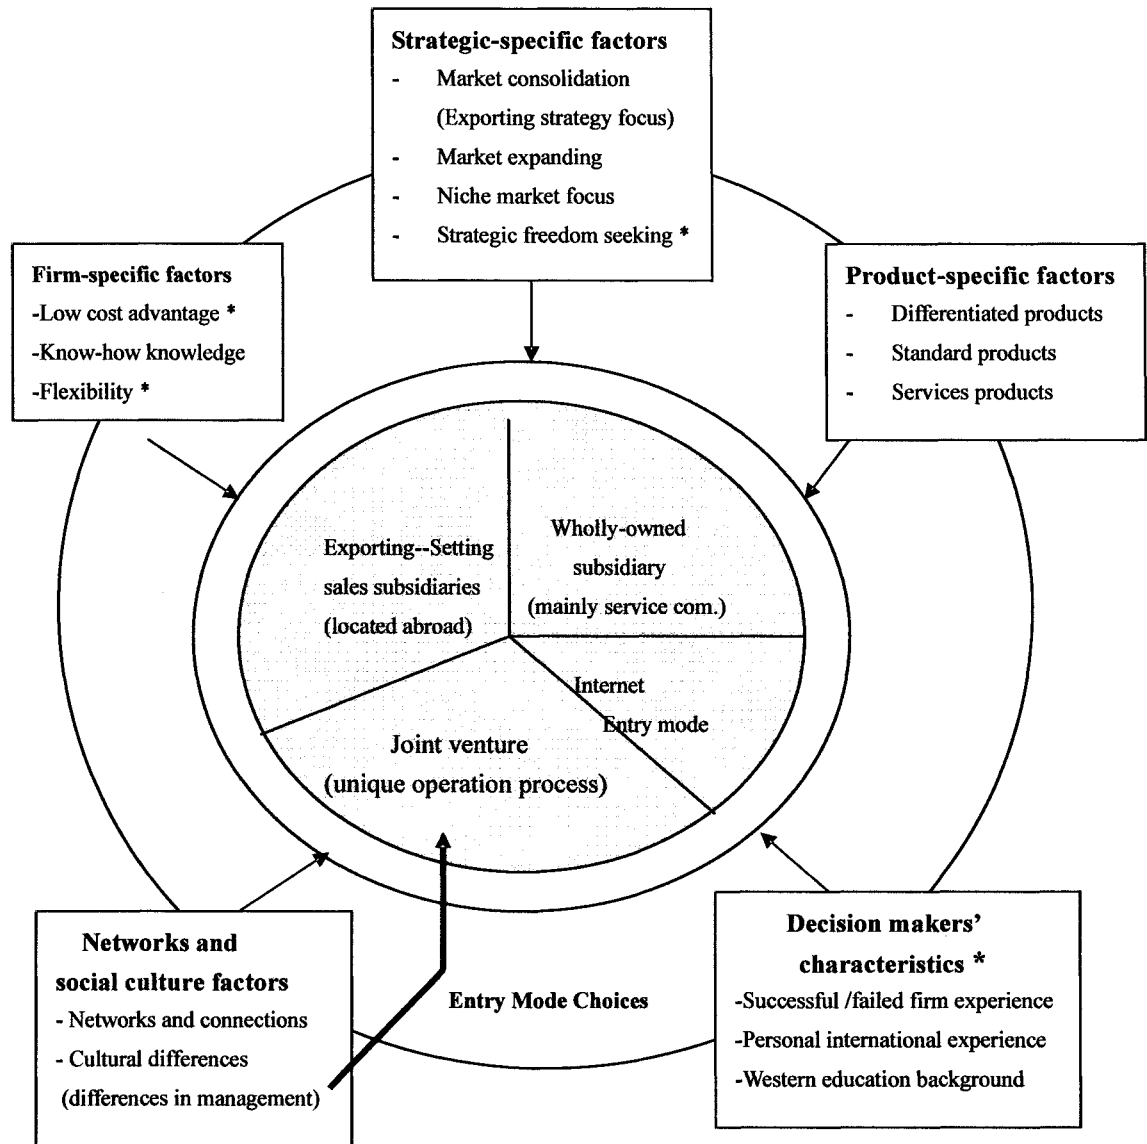 Strategic-specific factors
- Market consolidation
(Exporting strategy focus)
- Market expanding
- Niche market focus
- Strategic freedom seeking *
Firm-specific factors
-Low cost advantage *
-Know-how knowledge
-Flexibility *
Product-specific factors
- Differentiated products
- Standard products
- Services products
Exporting--Setting
sales subsidiaries
(located abroad)
Wholly-owned
subsidiary
(mainly service com.)
Internet
Entry mode
Joint venture
(unique operation process)
Networks and
social culture factors
- Networks and connections
- Cultural differences
(differences in management)
Entry Mode Choices
Decision makers’
characteristics *
-Successful /failed firm experience
-Personal international experience
-Western education background